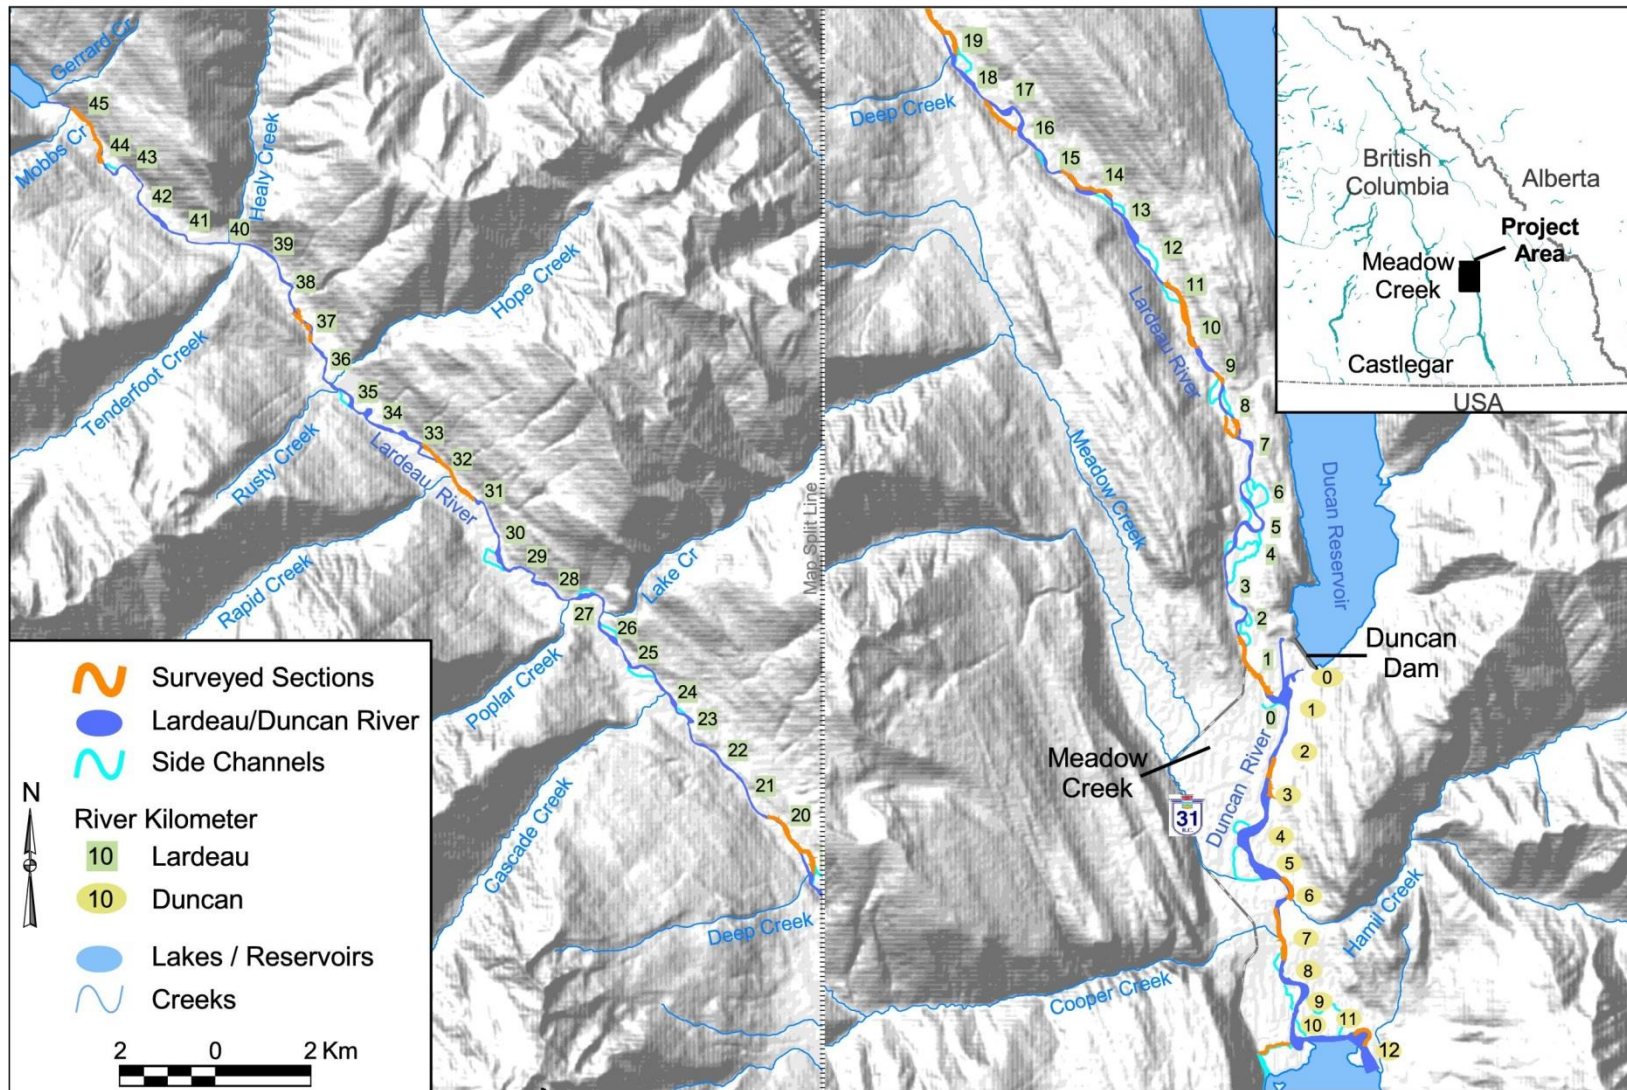 Gerrard Cr
45
Mobbs Cr
44
43
42
41
40
Healy Creek
39
38
37
Tenderfoot Creek
Hope Creek
36
35
34
33
Rusty Creek
Lardeau River
32
31
30
29
28
Rapid Creek
27
Lake Cr
26
25
Poplar Creek
24
23
22
21
20
Cascade Creek
Deep Creek
Map Split Line
19
18
17
Deep Creek
16
15
14
13
12
11
Lardeau River
10
9
8
7
6
5
4
3
2
1
0
Meadow Creek
Ducan Reservoir
Duncan
Dam
0
1
2
3
4
5
6
7
8
9
10
11
12
Duncan River
Meadow
Creek
31
B.C.
Hamil Creek
Cooper Creek
British
Columbia
Alberta
Project
Area
Meadow
Creek
Castlegar
USA
Surveyed Sections
Lardeau/Duncan River
Side Channels
N
River Kilometer
10 Lardeau
10 Duncan
Lakes / Reservoirs
Creeks
2 0 2 Km